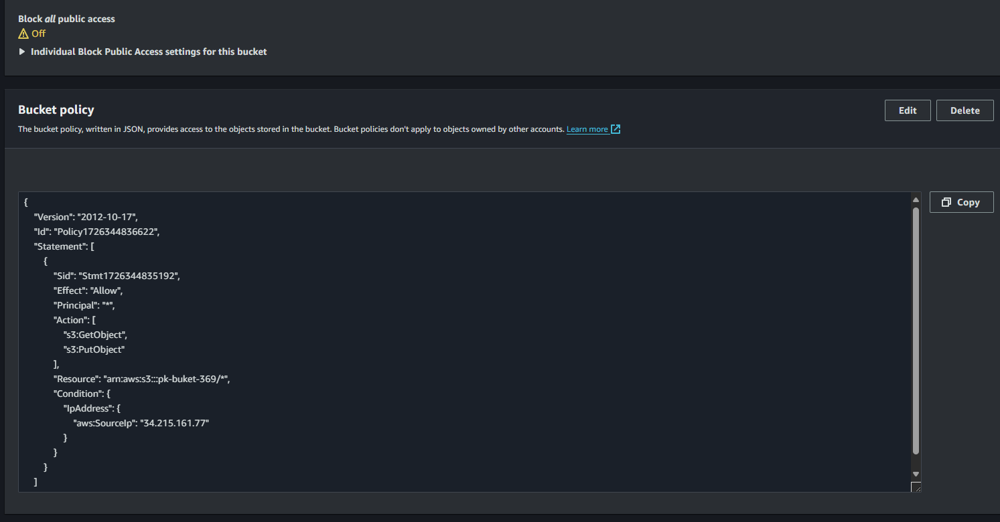 Block all public access
Off
Individual Block Public Access settings for this bucket
Bucket policy
Edit
Delete
The bucket policy, written in JSON, provides access to the objects stored in the bucket. Bucket policies don't apply to objects owned by other accounts. Learn more
Copy
{
"Version": "2012-10-17",
"Id": "Policy1726344836622",
"Statement": [
{
"Sid": "Stmt1726344835192",
"Effect": "Allow",
"Principal": "*",
"Action": [
"s3:GetObject",
"s3:PutObject"
],
"Resource": "arn:aws:s3:::pk-buket-369/*",
"Condition": {
"IpAddress": {
"aws:SourceIp": "34.215.161.77"
}
}
}
]